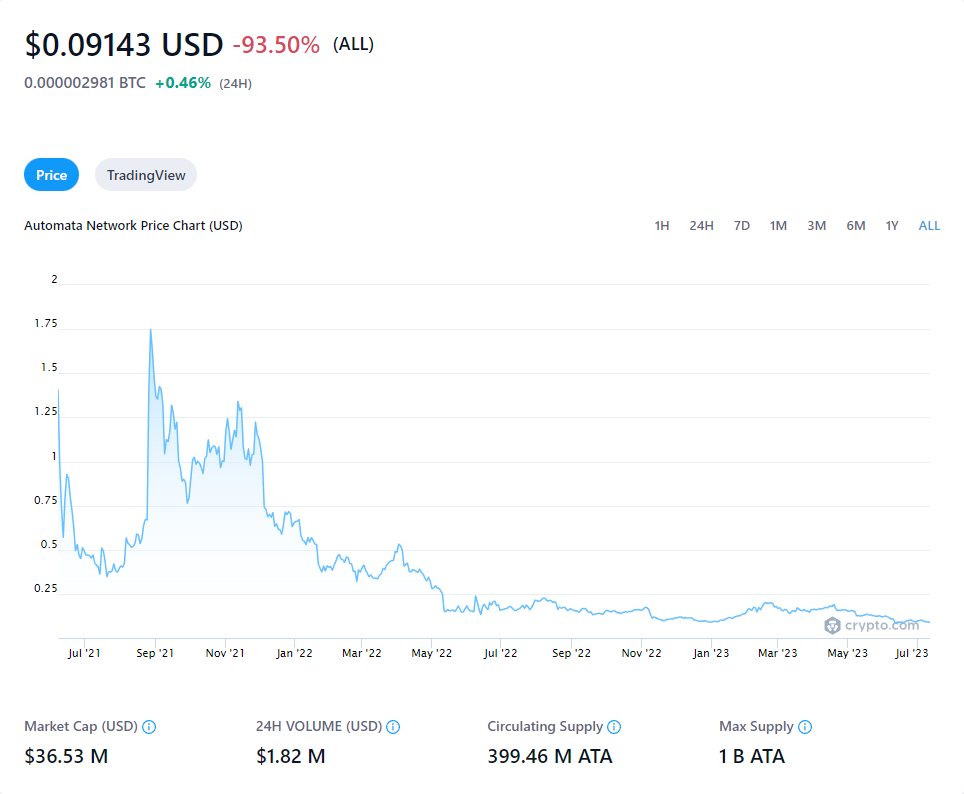 $0.09143 USD -93.50% (ALL)
0.000002981 BTC +0.46% (24H)
Price TradingView
Automata Network Price Chart (USD) 1H 24H 7D 1M 3M 6M 1Y ALL
2
1.75
1.5
1.25
1
0.75
0.5
0.25
crypto.com
Jul '21 Sep '21 Nov '21 Jan '22 Mar '22 May '22 Jul '22 Sep '22 Nov '22 Jan '23 Mar '23 May '23 Jul '23
Market Cap (USD) 24H VOLUME (USD) Circulating Supply Max Supply
$36.53 M $1.82 M 399.46 M ATA 1 B ATA